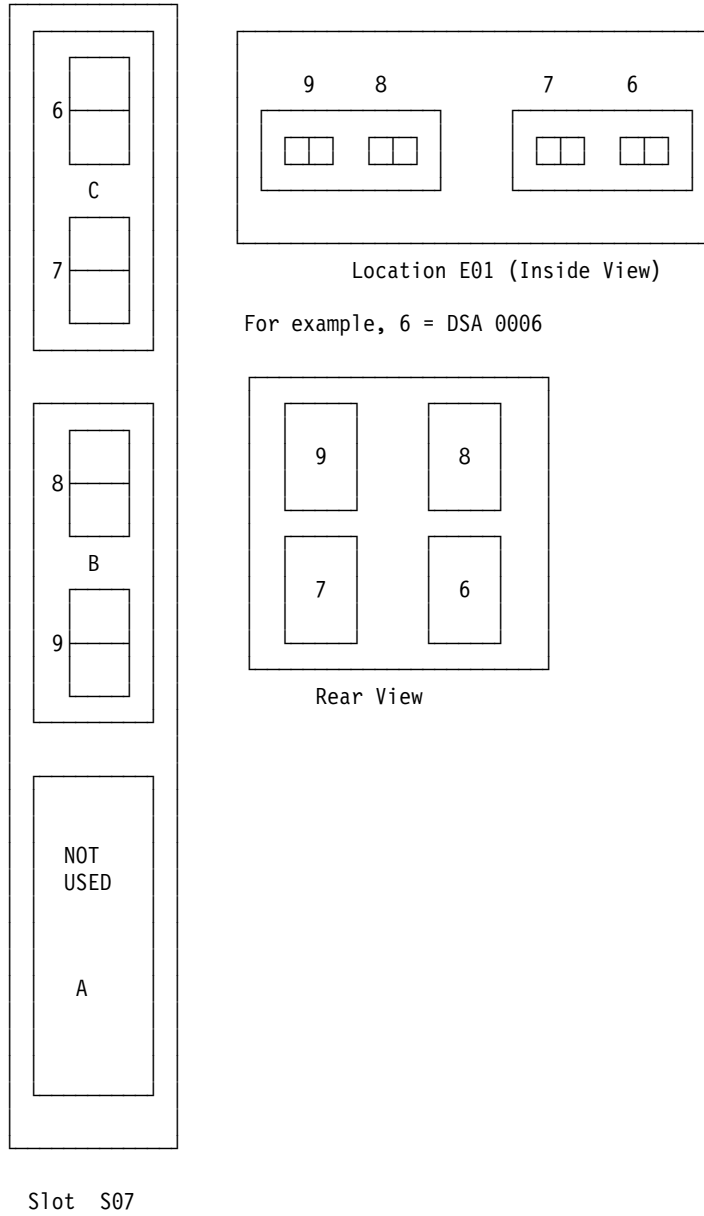 6
C
7
8
B
9
NOT
USED
A
Slot S07
9 8 7 6
Location E01 (Inside View)
For example, 6 = DSA 0006
9 8
7 6
Rear View